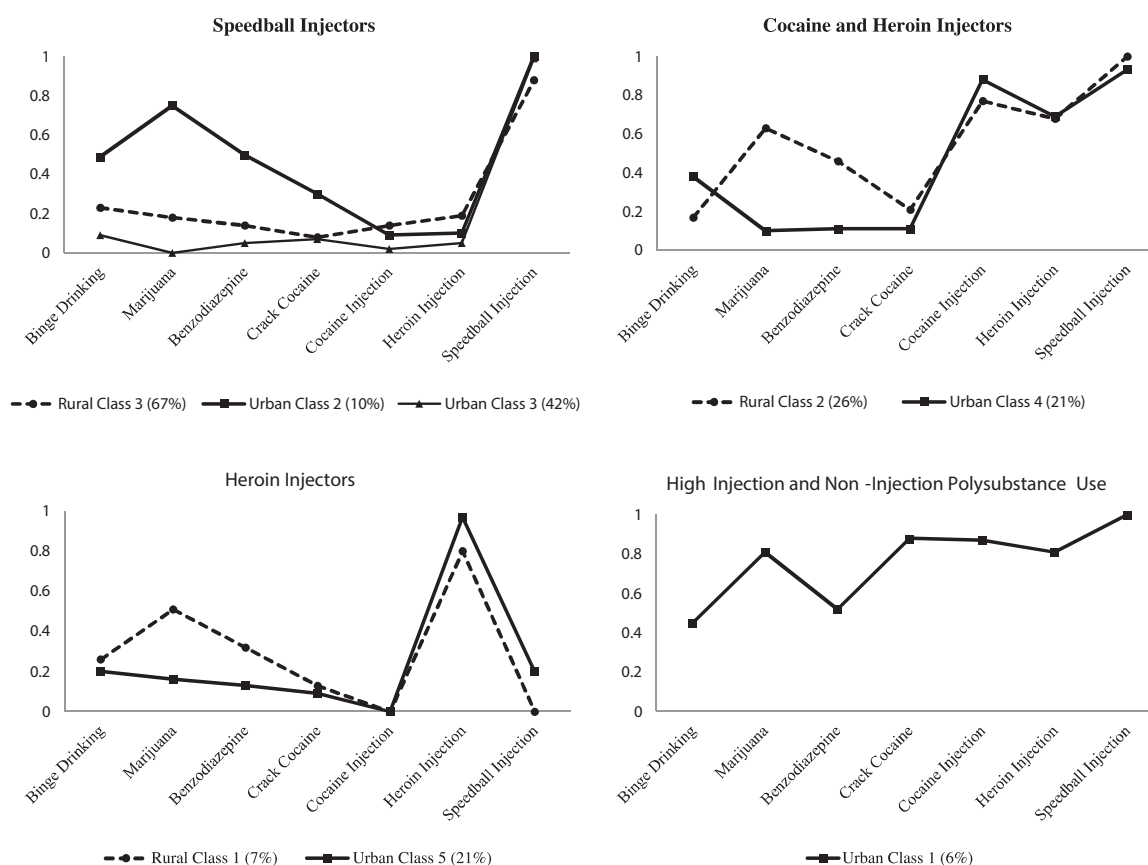 Speedball Injectors
1
0.8
0.6
0.4
0.2
0
Binge Drinking
Marijuana
Benzodiazepine
Crack Cocaine
Cocaine Injection
Heroin Injection
Speedball Injection
Rural Class 3 (67%) Urban Class 2 (10%) Urban Class 3 (42%)
Cocaine and Heroin Injectors
1
0.8
0.6
0.4
0.2
0
Binge Drinking
Marijuana
Benzodiazepine
Crack Cocaine
Cocaine Injection
Heroin Injection
Speedball Injection
Rural Class 2 (26%) Urban Class 4 (21%)
Heroin Injectors
1
0.8
0.6
0.4
0.2
0
Binge Drinking
Marijuana
Benzodiazepine
Crack Cocaine
Cocaine Injection
Heroin Injection
Speedball Injection
Rural Class 1 (7%) Urban Class 5 (21%)
High Injection and Non -Injection Polysubstance Use
1
0.8
0.6
0.4
0.2
0
Binge Drinking
Marijuana
Benzodiazepine
Crack Cocaine
Cocaine Injection
Heroin Injection
Speedball Injection
Urban Class 1 (6%)